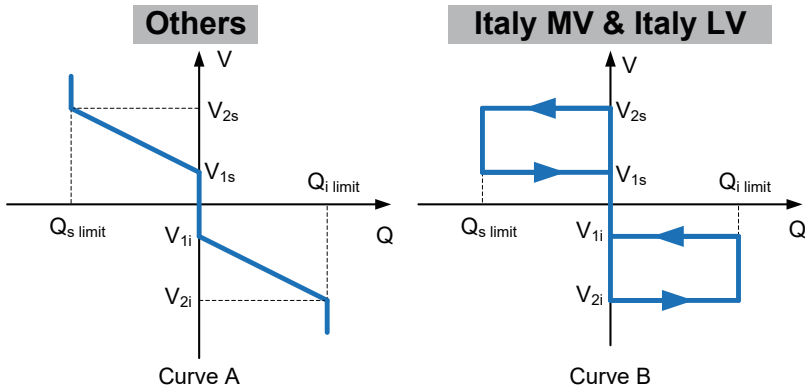 Others
V
V2s
V1s
Qs limit
Qi limit
Q
V1i
V2i
Curve A
Italy MV & Italy LV
V
V2s
V1s
Qs limit
Qi limit
Q
V1i
V2i
Curve B